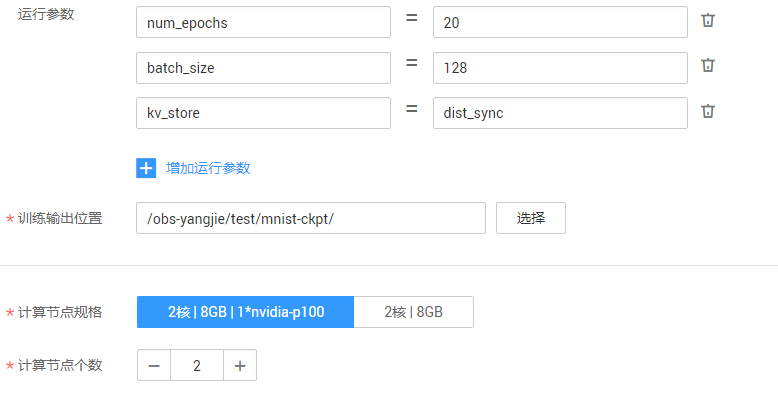 运行参数 num_epochs = 20
batch_size = 128
kv_store = dist_sync
增加运行参数
* 训练输出位置 /obs-yangjie/test/mnist-ckpt/ 选择
* 计算节点规格 2核 | 8GB | 1*nvidia-p100 2核 | 8GB
* 计算节点个数 − 2 +